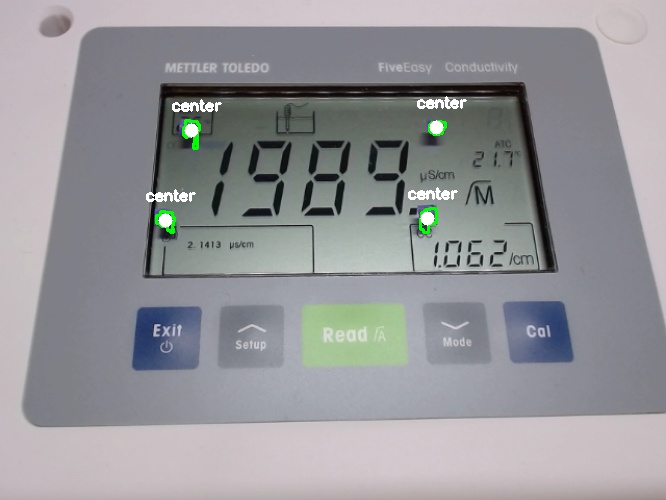 METTLER TOLEDO FiveEasy Conductivity
center center
ATC
21.7°C
1989. µS/cm
center center
/M
2. 1413 µs/cm
1.062/cm
Exit Setup Read /A Mode Cal